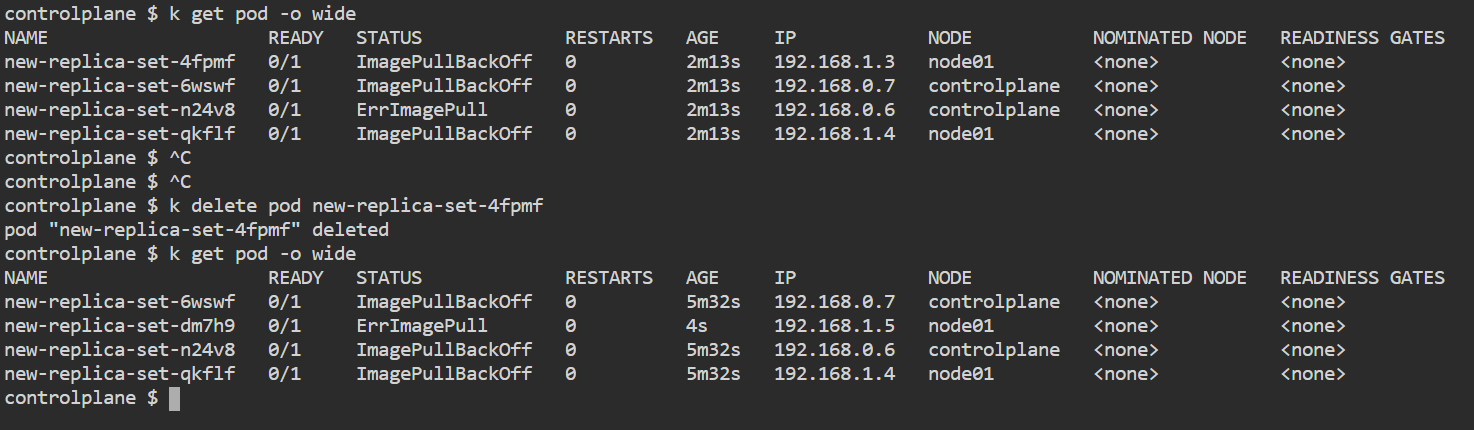 controlplane $ k get pod -o wide
NAME                    READY   STATUS             RESTARTS   AGE     IP            NODE           NOMINATED NODE   READINESS GATES
new-replica-set-4fpmf   0/1     ImagePullBackOff   0          2m13s   192.168.1.3   node01         <none>           <none>
new-replica-set-6wswf   0/1     ImagePullBackOff   0          2m13s   192.168.0.7   controlplane   <none>           <none>
new-replica-set-n24v8   0/1     ErrImagePull       0          2m13s   192.168.0.6   controlplane   <none>           <none>
new-replica-set-qkflf   0/1     ImagePullBackOff   0          2m13s   192.168.1.4   node01         <none>           <none>
controlplane $ ^C
controlplane $ ^C
controlplane $ k delete pod new-replica-set-4fpmf
pod "new-replica-set-4fpmf" deleted
controlplane $ k get pod -o wide
NAME                    READY   STATUS             RESTARTS   AGE     IP            NODE           NOMINATED NODE   READINESS GATES
new-replica-set-6wswf   0/1     ImagePullBackOff   0          5m32s   192.168.0.7   controlplane   <none>           <none>
new-replica-set-dm7h9   0/1     ErrImagePull       0          4s      192.168.1.5   node01         <none>           <none>
new-replica-set-n24v8   0/1     ImagePullBackOff   0          5m32s   192.168.0.6   controlplane   <none>           <none>
new-replica-set-qkflf   0/1     ImagePullBackOff   0          5m32s   192.168.1.4   node01         <none>           <none>
controlplane $